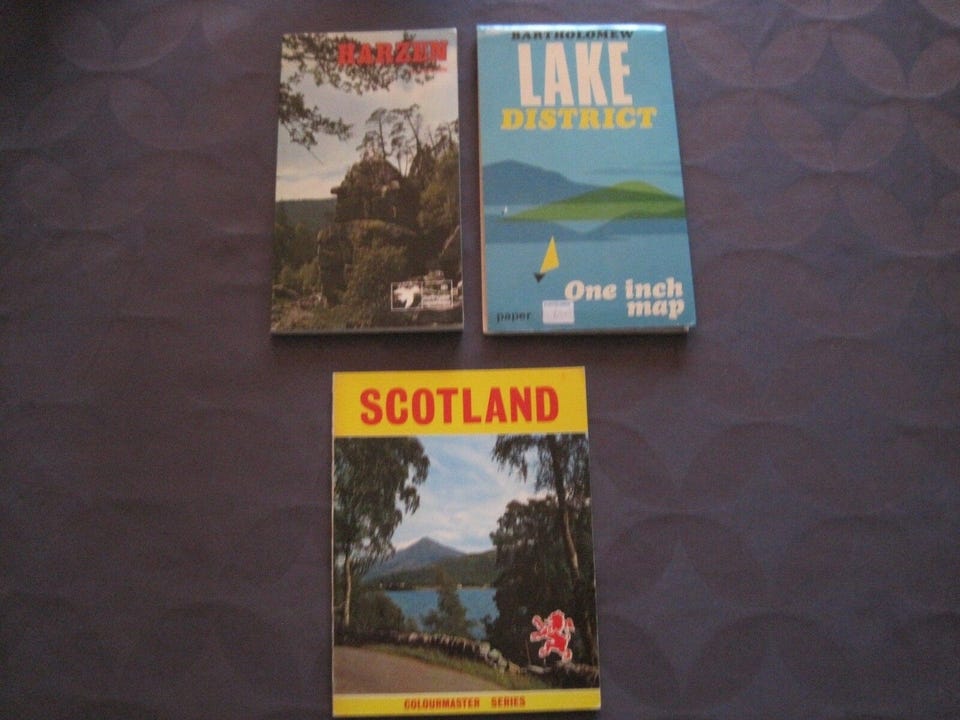 HARZEN
BARTHOLOMEW
LAKE
DISTRICT
One inch
map
paper
SCOTLAND
COLOURMASTER SERIES